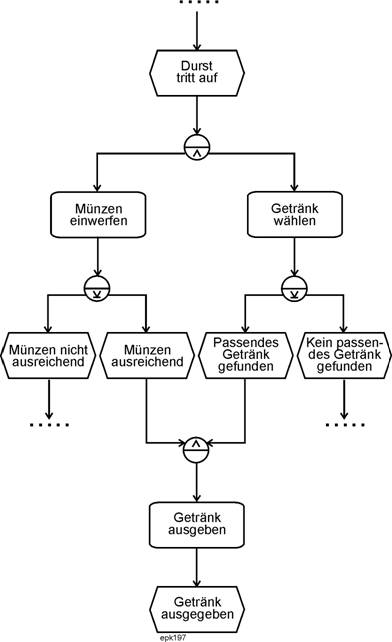 Durst
tritt auf
Münzen
einwerfen
Getränk
wählen
Münzen nicht
ausreichend
Münzen
ausreichend
Passendes
Getränk
gefunden
Kein passen-
des Getränk
gefunden
Getränk
ausgeben
Getränk
ausgegeben
epk197